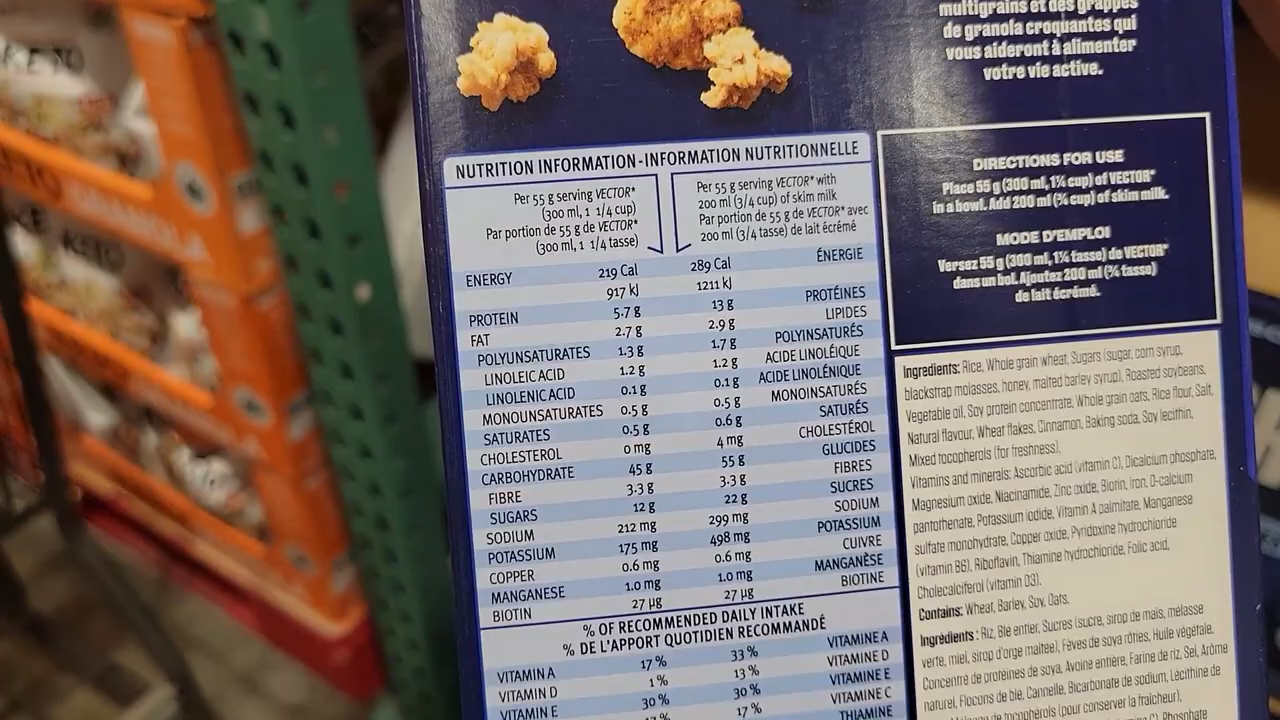 multigrains et des grappes
de granola croquantes qui
vous aideront à alimenter
votre vie active.
KETO
KETO
NUTRITION INFORMATION - INFORMATION NUTRITIONNELLE
Per 55 g serving VECTOR*
(300 ml, 1 1/4 cup)
Par portion de 55 g de VECTOR*
(300 ml, 1 1/4 tasse)
Per 55 g serving VECTOR* with
200 ml (3/4 cup) of skim milk
Par portion de 55 g de VECTOR* avec
200 ml (3/4 tasse) de lait écrémé
ENERGY 219 Cal 289 Cal ÉNERGIE
917 kJ 1211 kJ
PROTEIN 5.7 g 13 g PROTÉINES
FAT 2.7 g 2.9 g LIPIDES
POLYUNSATURATES 1.3 g 1.7 g POLYINSATURÉS
LINOLEIC ACID 1.2 g 1.2 g ACIDE LINOLÉIQUE
LINOLENIC ACID 0.1 g 0.1 g ACIDE LINOLÉNIQUE
MONOUNSATURATES 0.5 g 0.5 g MONOINSATURÉS
SATURATES 0.5 g 0.6 g SATURÉS
CHOLESTEROL 0 mg 4 mg CHOLESTÉROL
CARBOHYDRATE 45 g 55 g GLUCIDES
FIBRE 3.3 g 3.3 g FIBRES
SUGARS 12 g 22 g SUCRES
SODIUM 212 mg 299 mg SODIUM
POTASSIUM 175 mg 498 mg POTASSIUM
COPPER 0.6 mg 0.6 mg CUIVRE
MANGANESE 1.0 mg 1.0 mg MANGANÈSE
BIOTIN 27 µg 27 µg BIOTINE
% OF RECOMMENDED DAILY INTAKE
% DE L'APPORT QUOTIDIEN RECOMMANDÉ
VITAMIN A 17 % 33 % VITAMINE A
VITAMIN D 1 % 13 % VITAMINE D
VITAMIN E 30 % 30 % VITAMINE E
17 % VITAMINE C
THIAMINE
DIRECTIONS FOR USE
Place 55 g (300 ml, 1¼ cup) of VECTOR*
in a bowl. Add 200 ml (¾ cup) of skim milk.
MODE D'EMPLOI
Versez 55 g (300 ml, 1¼ tasse) de VECTOR*
dans un bol. Ajoutez 200 ml (¾ tasse)
de lait écrémé.
Ingredients: Rice, Whole grain wheat, Sugars (sugar, corn syrup,
blackstrap molasses, honey, malted barley syrup), Roasted soybeans,
Vegetable oil, Soy protein concentrate, Whole grain oats, Rice flour, Salt,
Natural flavour, Wheat flakes, Cinnamon, Baking soda, Soy lecithin,
Mixed tocopherols (for freshness).
Vitamins and minerals: Ascorbic acid (vitamin C), Dicalcium phosphate,
Magnesium oxide, Niacinamide, Zinc oxide, Biotin, Iron, D-calcium
pantothenate, Potassium iodide, Vitamin A palmitate, Manganese
sulfate monohydrate, Copper oxide, Pyridoxine hydrochloride
(vitamin B6), Riboflavin, Thiamine hydrochloride, Folic acid,
Cholecalciferol (vitamin D3).
Contains: Wheat, Barley, Soy, Oats.
Ingrédients : Riz, Blé entier, Sucres (sucre, sirop de maïs, mélasse
verte, miel, sirop d'orge maltée), Fèves de soya rôties, Huile végétale,
Concentré de protéines de soya, Avoine entière, Farine de riz, Sel, Arôme
naturel, Flocons de blé, Cannelle, Bicarbonate de sodium, Lécithine de
de tocophérols (pour conserver la fraîcheur).
Phosphate